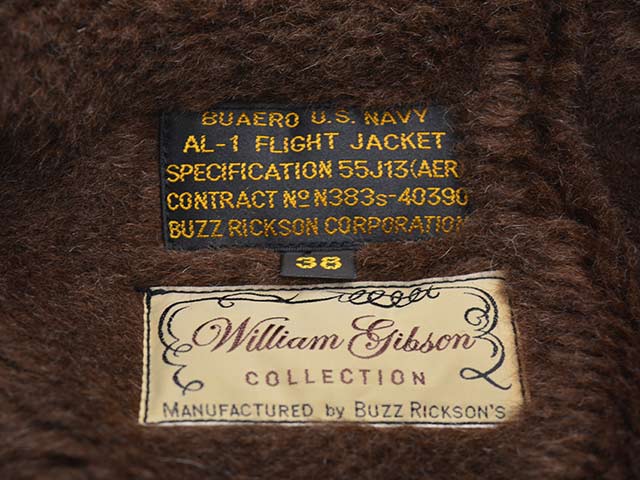 BUAERO U.S. NAVY
AL-1 FLIGHT JACKET
SPECIFICATION 55J13(AER
CONTRACT No N383s-40390
BUZZ RICKSON CORPORATION
38
William Gibson
COLLECTION
MANUFACTURED by BUZZ RICKSON'S